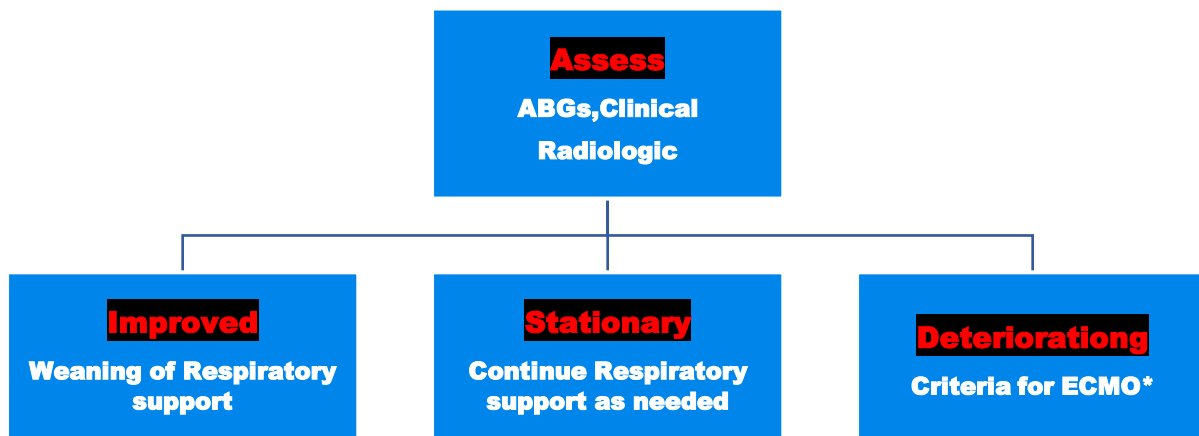 Assess
ABGs,Clinical
Radiologic
Improved
Weaning of Respiratory
support
Stationary
Continue Respiratory
support as needed
Deteriorationg
Criteria for ECMO*